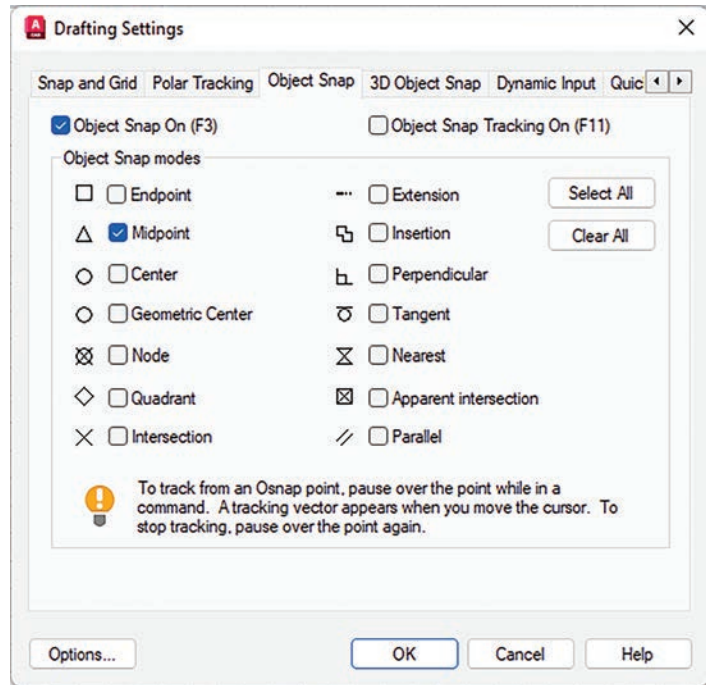 A
CAD
Drafting Settings
Snap and Grid Polar Tracking Object Snap 3D Object Snap Dynamic Input Quic
Object Snap On (F3) Object Snap Tracking On (F11)
Object Snap modes
Endpoint Extension Select All
Midpoint Insertion Clear All
Center Perpendicular
Geometric Center Tangent
Node Nearest
Quadrant Apparent intersection
Intersection Parallel
To track from an Osnap point, pause over the point while in a
command. A tracking vector appears when you move the cursor. To
stop tracking, pause over the point again.
Options... OK Cancel Help